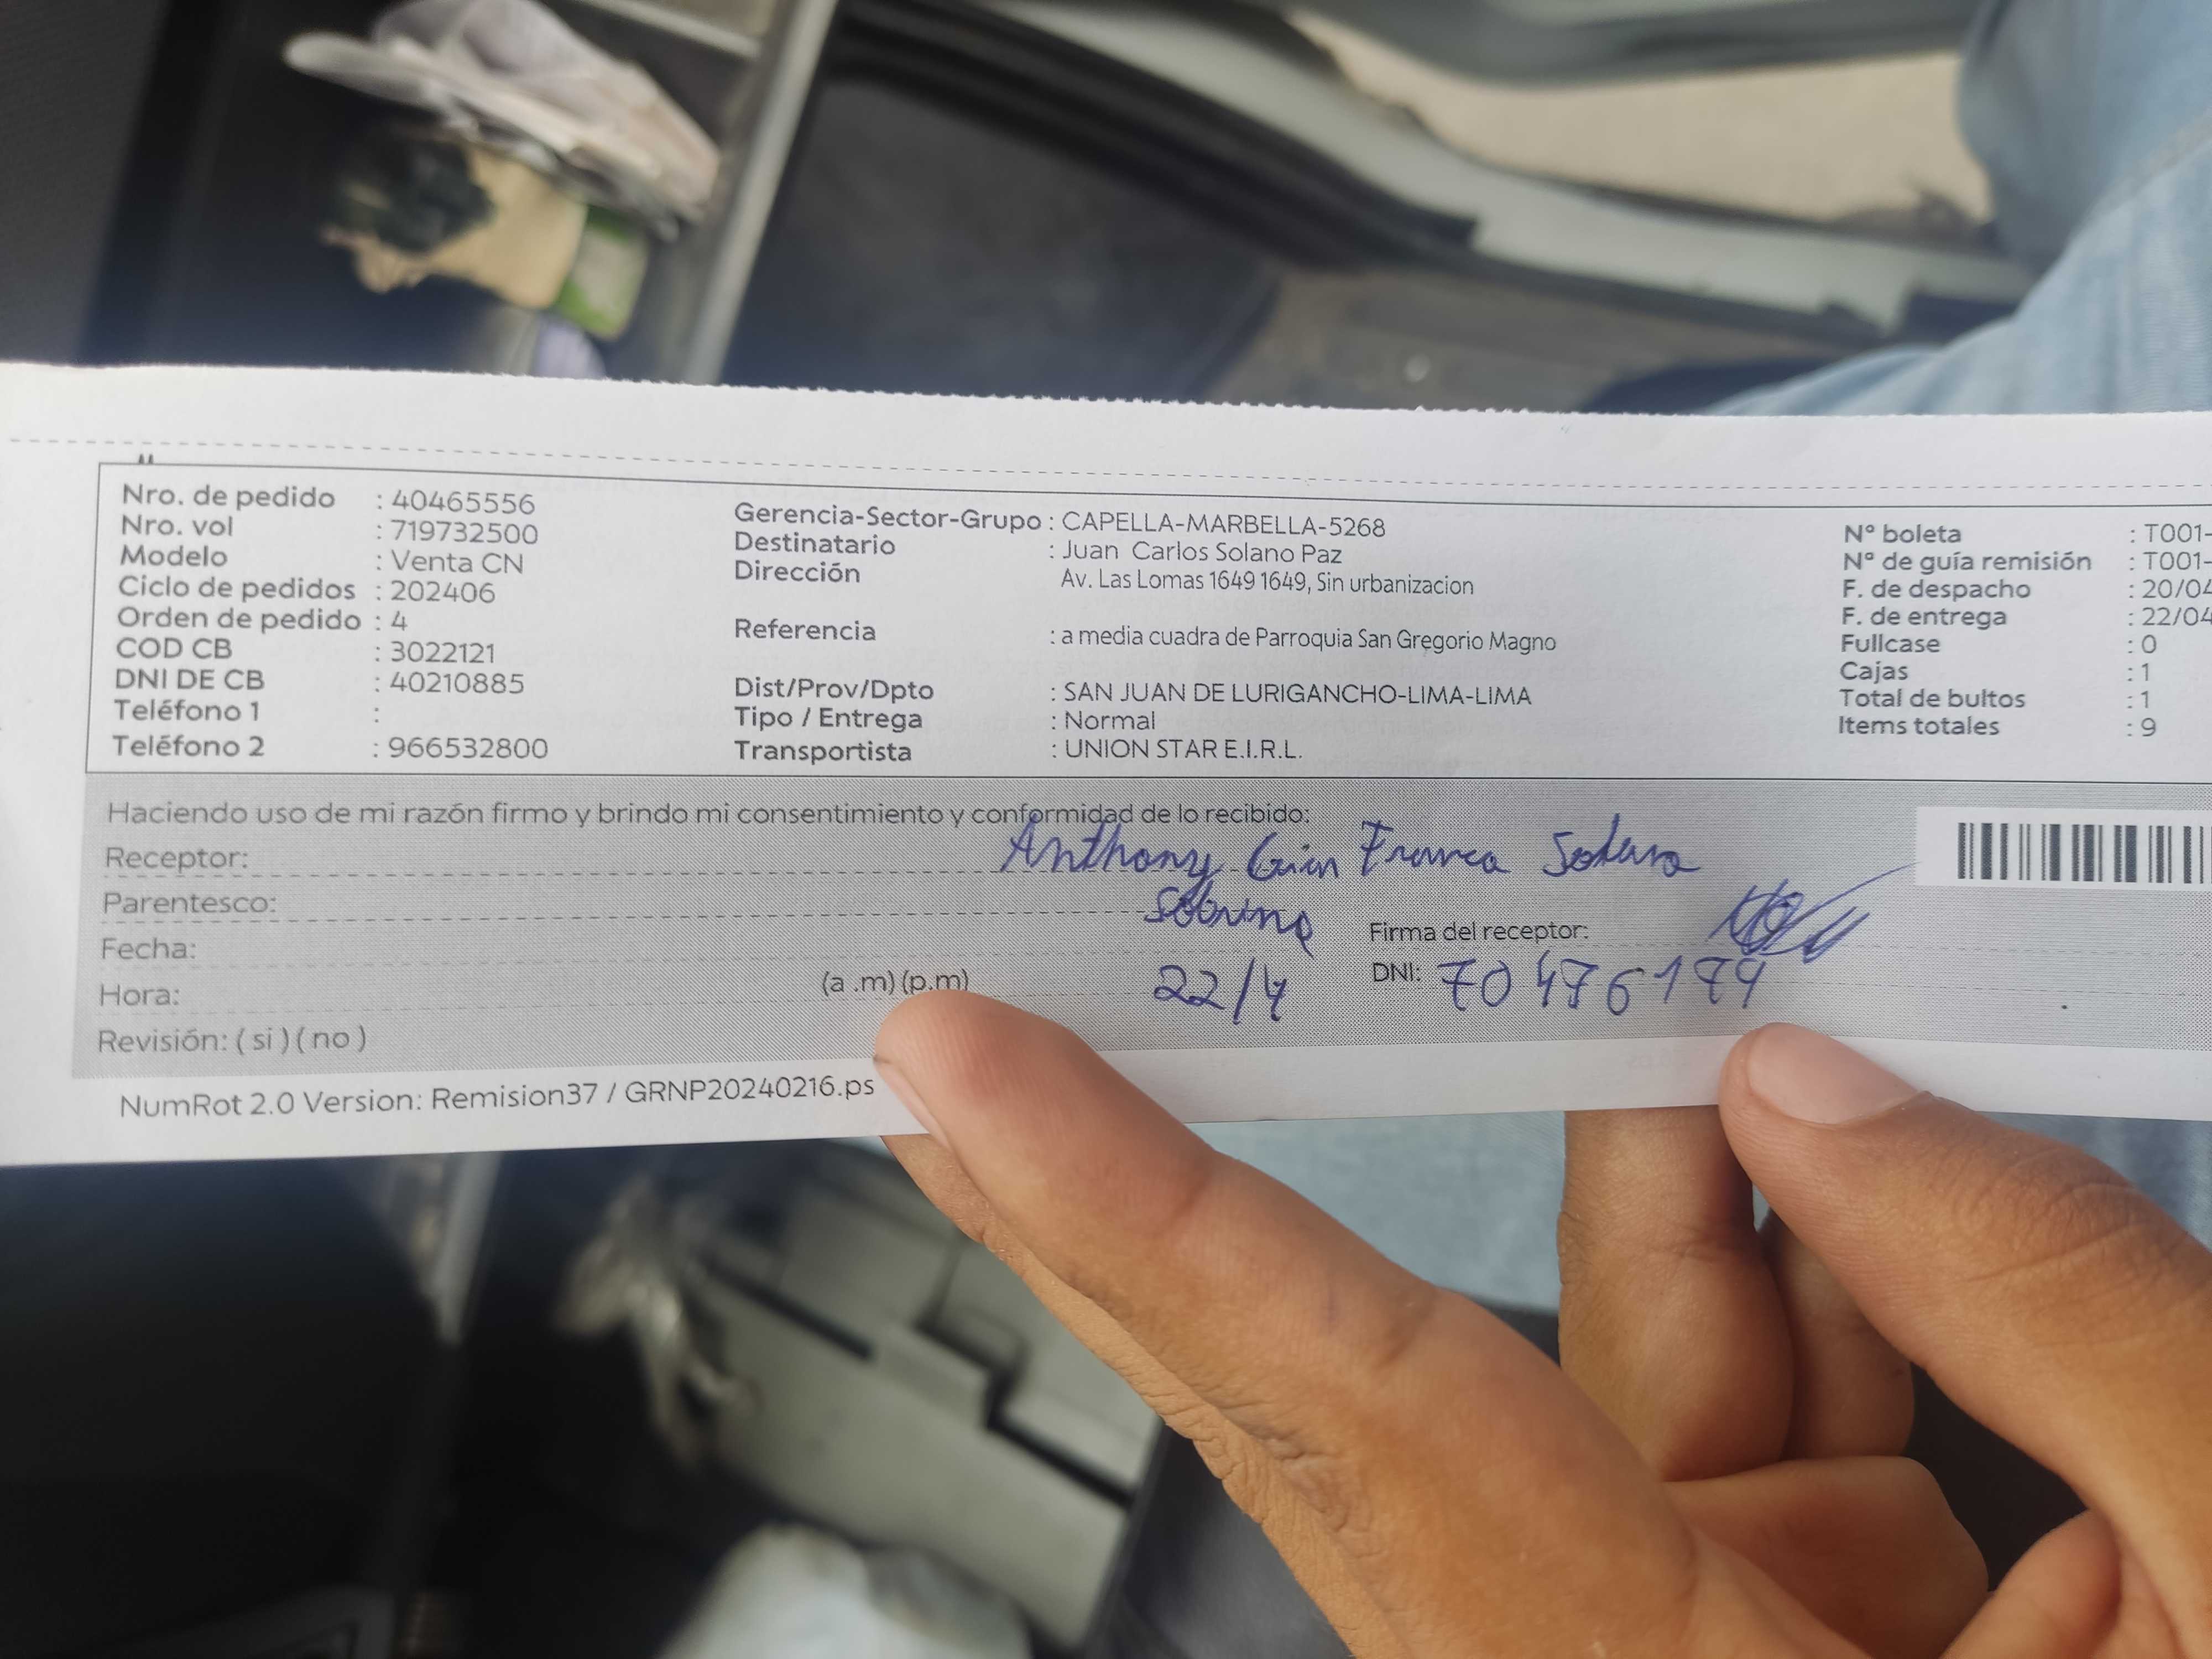 Nro. de pedido : 40465556
Nro. vol : 719732500
Modelo : Venta CN
Ciclo de pedidos : 202406
Orden de pedido : 4
COD CB : 3022121
DNI DE CB : 40210885
Teléfono 1 :
Teléfono 2 : 966532800
Gerencia-Sector-Grupo : CAPELLA-MARBELLA-5268
Destinatario : Juan Carlos Solano Paz
Dirección Av. Las Lomas 1649 1649, Sin urbanizacion
Referencia : a media cuadra de Parroquia San Gregorio Magno
Dist/Prov/Dpto : SAN JUAN DE LURIGANCHO-LIMA-LIMA
Tipo / Entrega : Normal
Transportista : UNION STAR E.I.R.L.
Nº boleta : T001-
Nº de guía remisión : T001-
F. de despacho : 20/04
F. de entrega : 22/04
Fullcase : 0
Cajas : 1
Total de bultos : 1
Items totales : 9
Haciendo uso de mi razón firmo y brindo mi consentimiento y conformidad de lo recibido:
Receptor: Anthony Gian Franco
Parentesco: Sobrino
Fecha: Firma del receptor:
Hora: (a .m) (p.m) 22/4 DNI:
Revisión: ( si ) ( no )
NumRot 2.0 Version: Remision37 / GRNP20240216.ps